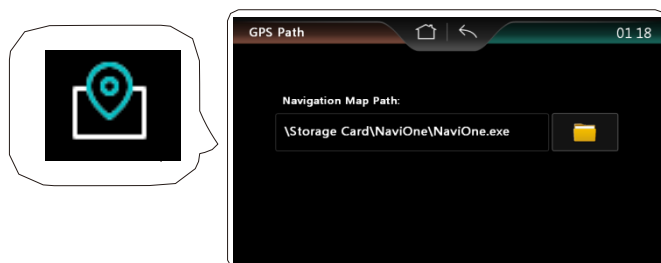 GPS Path
01 18
Navigation Map Path:
\Storage Card\NaviOne\NaviOne.exe